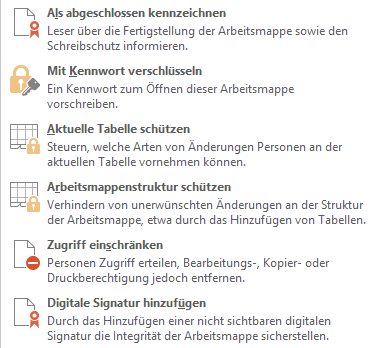 Als abgeschlossen kennzeichnen
Leser über die Fertigstellung der Arbeitsmappe sowie den
Schreibschutz informieren.
Mit Kennwort verschlüsseln
Ein Kennwort zum Öffnen dieser Arbeitsmappe
vorschreiben.
Aktuelle Tabelle schützen
Steuern, welche Arten von Änderungen Personen an der
aktuellen Tabelle vornehmen können.
Arbeitsmappenstruktur schützen
Verhindern von unerwünschten Änderungen an der Struktur
der Arbeitsmappe, etwa durch das Hinzufügen von Tabellen.
Zugriff einschränken
Personen Zugriff erteilen, Bearbeitungs-, Kopier- oder
Druckberechtigung jedoch entfernen.
Digitale Signatur hinzufügen
Durch das Hinzufügen einer nicht sichtbaren digitalen
Signatur die Integrität der Arbeitsmappe sicherstellen.